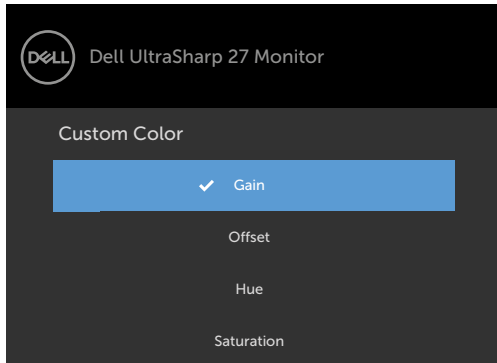 DELL
Dell UltraSharp 27 Monitor
Custom Color
Gain
Offset
Hue
Saturation